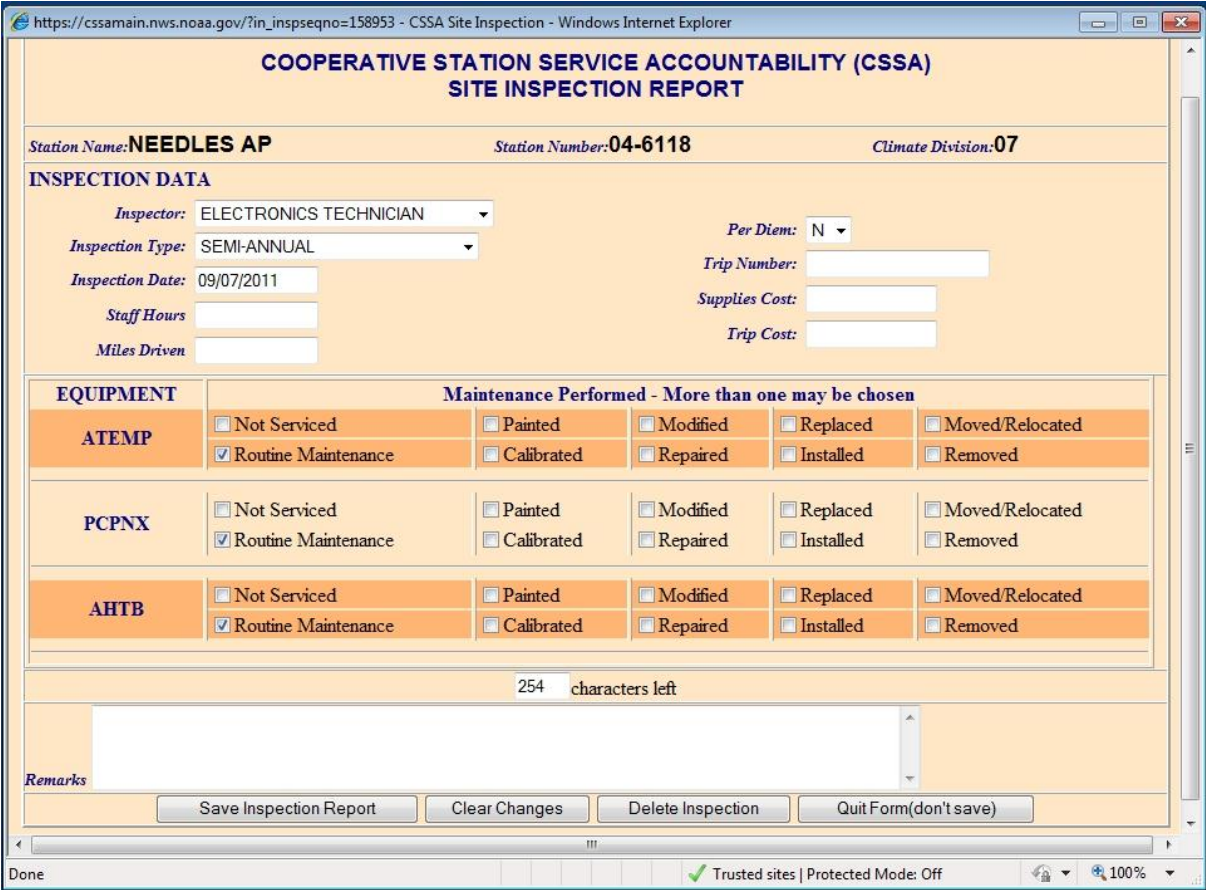 https://cssamain.nws.noaa.gov/?in_inspseqno=158953 - CSSA Site Inspection - Windows Internet Explorer
COOPERATIVE STATION SERVICE ACCOUNTABILITY (CSSA)
SITE INSPECTION REPORT
Station Name:NEEDLES AP Station Number:04-6118 Climate Division:07
INSPECTION DATA
Inspector: ELECTRONICS TECHNICIAN
Inspection Type: SEMI-ANNUAL
Inspection Date: 09/07/2011
Staff Hours
Miles Driven
Per Diem: N
Trip Number:
Supplies Cost:
Trip Cost:
EQUIPMENT Maintenance Performed - More than one may be chosen
ATEMP
Not Serviced Painted Modified Replaced Moved/Relocated
Routine Maintenance Calibrated Repaired Installed Removed
PCPNX
Not Serviced Painted Modified Replaced Moved/Relocated
Routine Maintenance Calibrated Repaired Installed Removed
AHTB
Not Serviced Painted Modified Replaced Moved/Relocated
Routine Maintenance Calibrated Repaired Installed Removed
254 characters left
Remarks
Save Inspection Report Clear Changes Delete Inspection Quit Form(don't save)
Done Trusted sites | Protected Mode: Off 100%